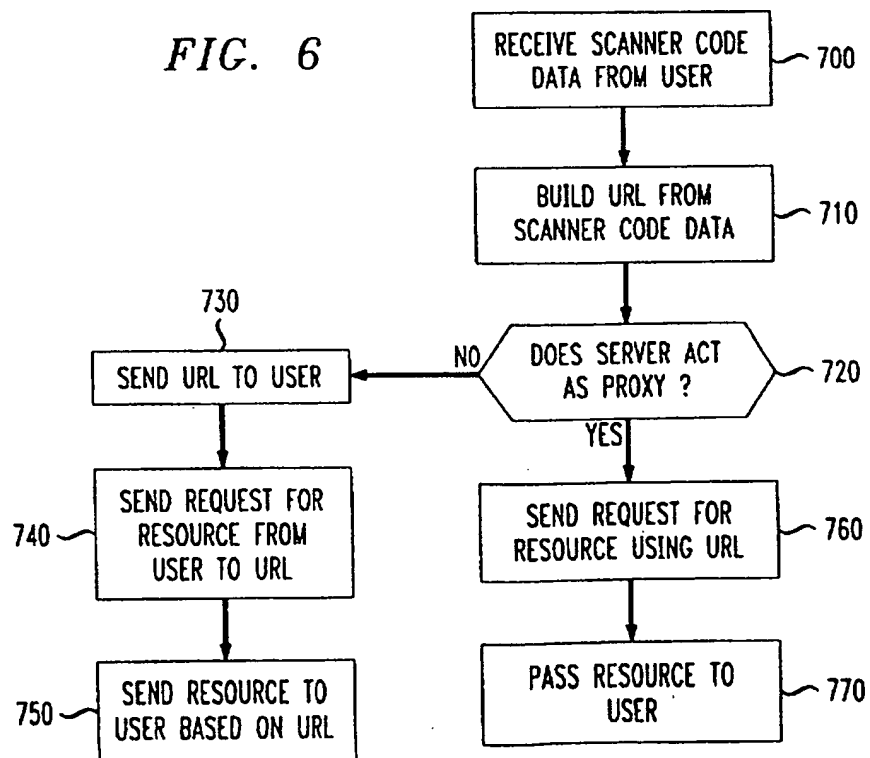 FIG. 6
RECEIVE SCANNER CODE
DATA FROM USER
700
BUILD URL FROM
SCANNER CODE DATA
710
DOES SERVER ACT
AS PROXY ?
720
NO
YES
730
SEND URL TO USER
740
SEND REQUEST FOR
RESOURCE FROM
USER TO URL
750
SEND RESOURCE TO
USER BASED ON URL
SEND REQUEST FOR
RESOURCE USING URL
760
PASS RESOURCE TO
USER
770